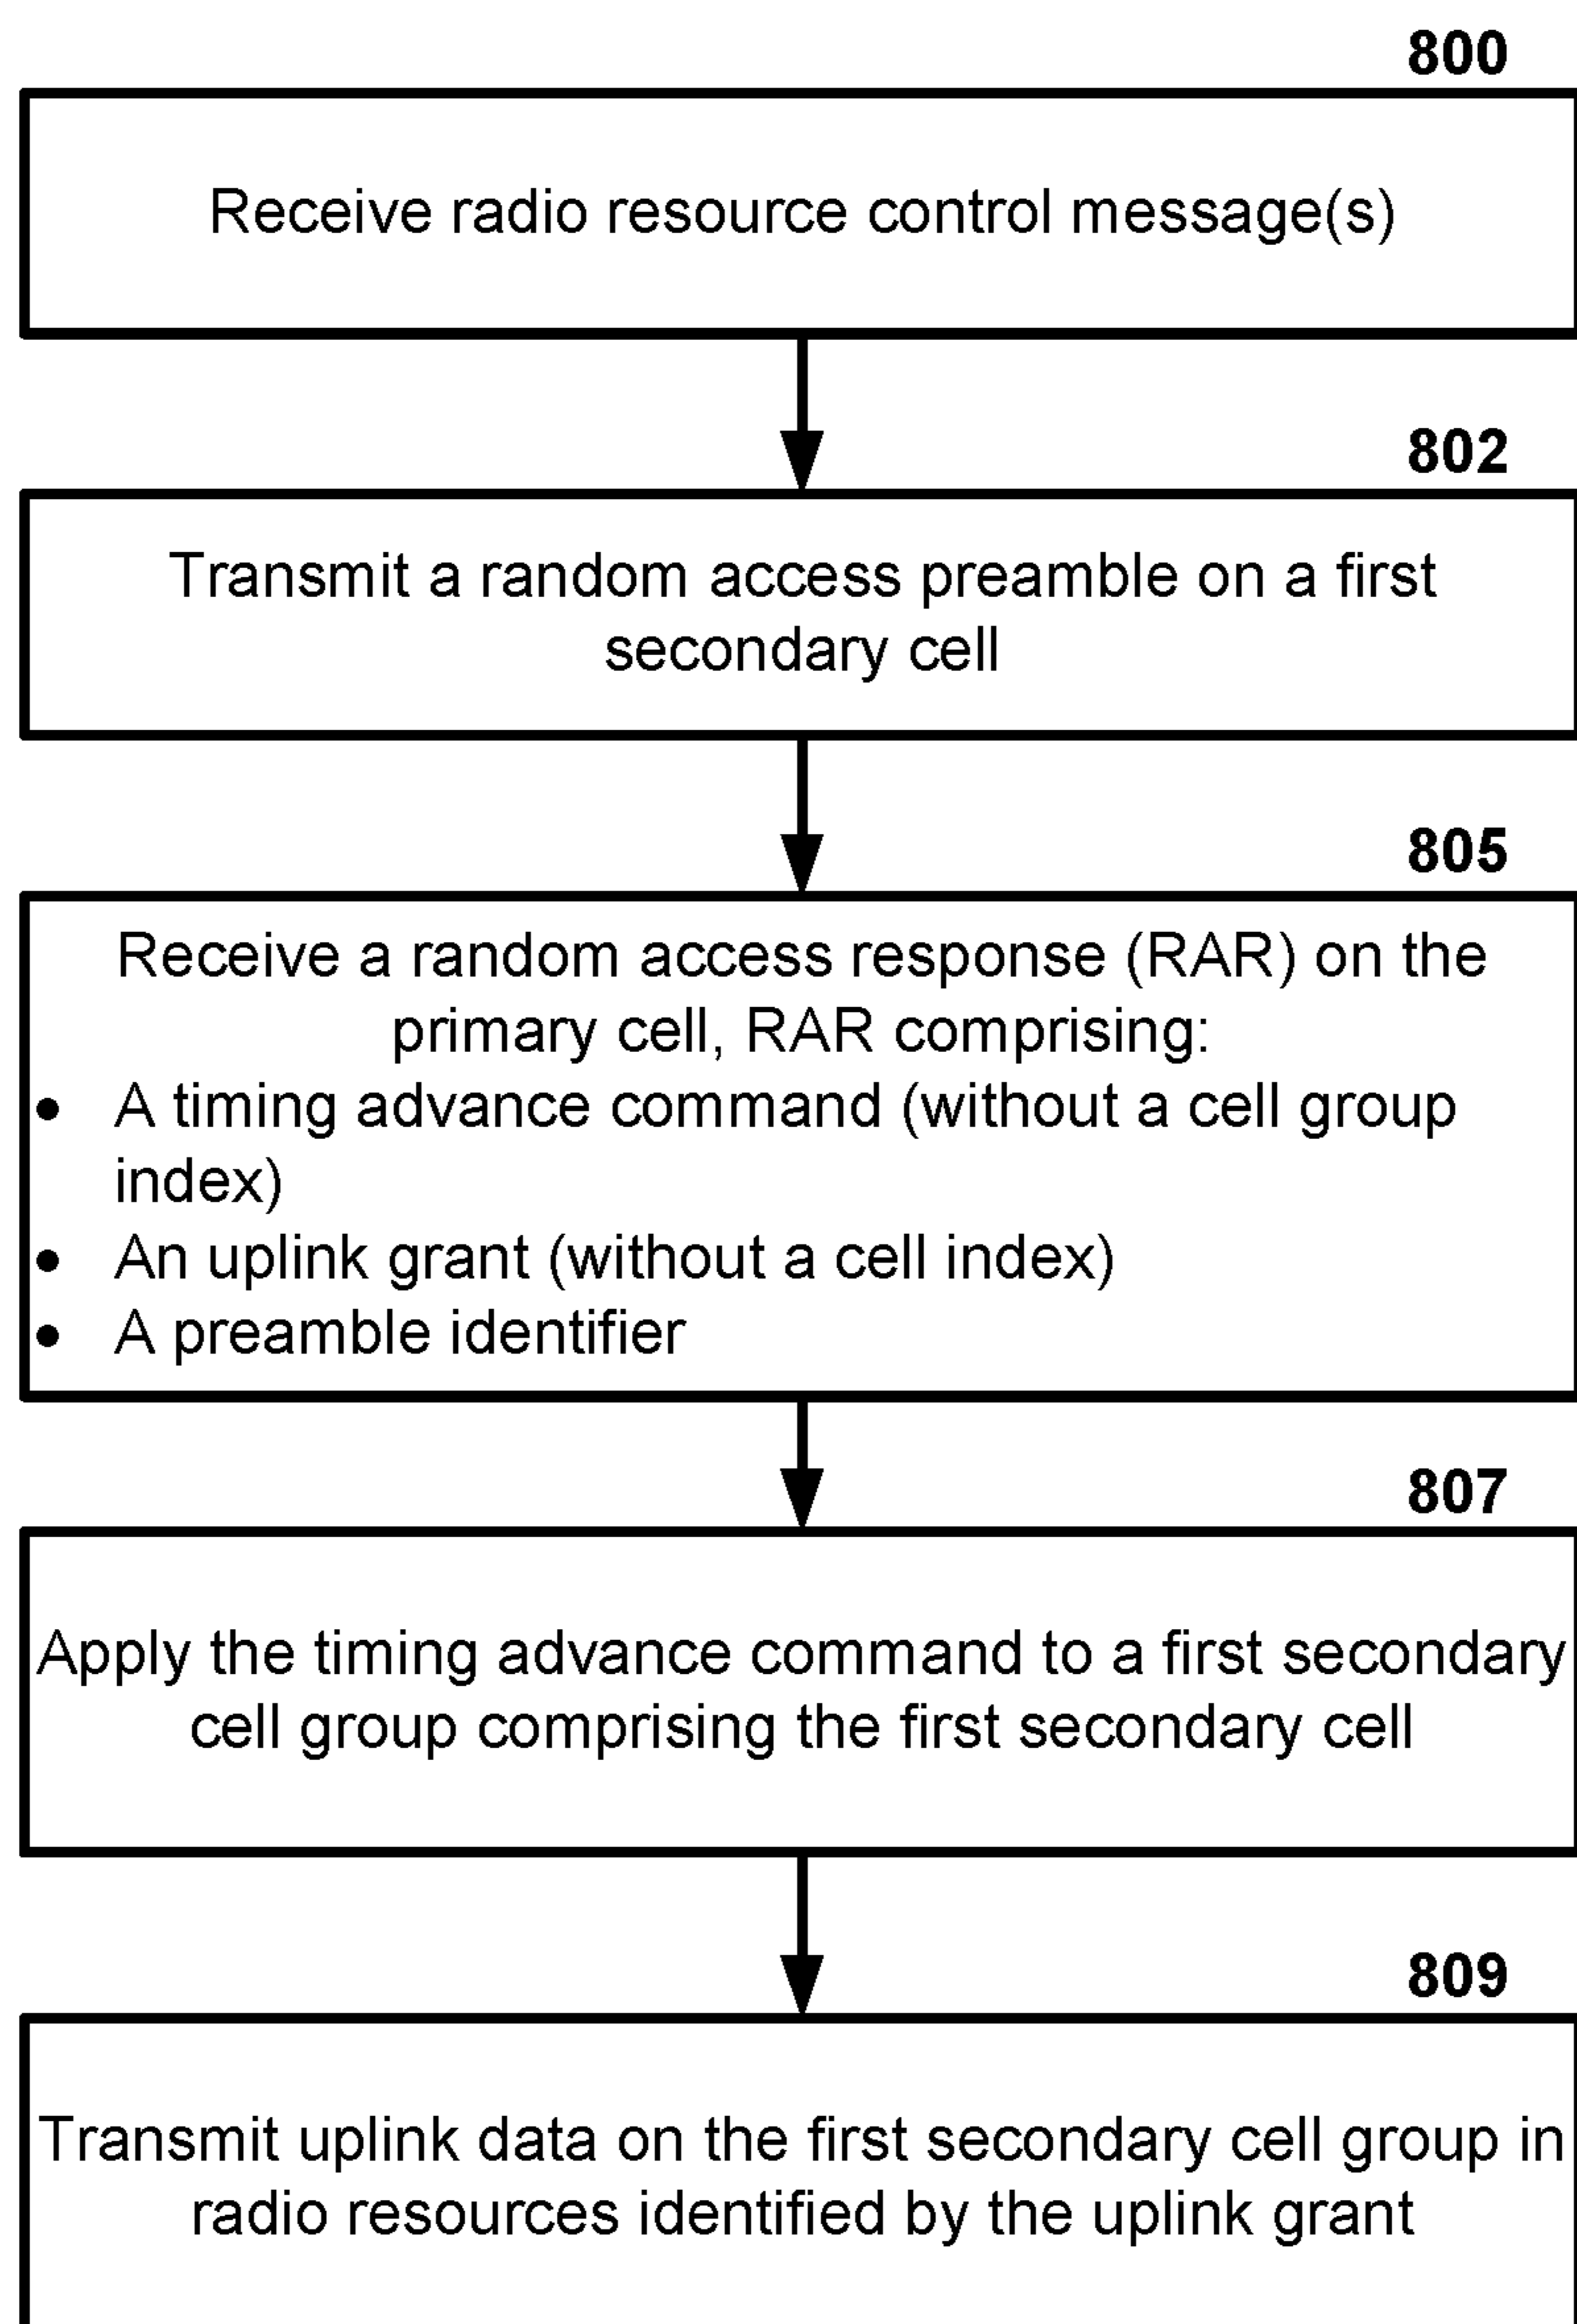 800
Receive radio resource control message(s)
802
Transmit a random access preamble on a first
secondary cell
805
Receive a random access response (RAR) on the
primary cell, RAR comprising:
• A timing advance command (without a cell group
index)
• An uplink grant (without a cell index)
• A preamble identifier
807
Apply the timing advance command to a first secondary
cell group comprising the first secondary cell
809
Transmit uplink data on the first secondary cell group in
radio resources identified by the uplink grant